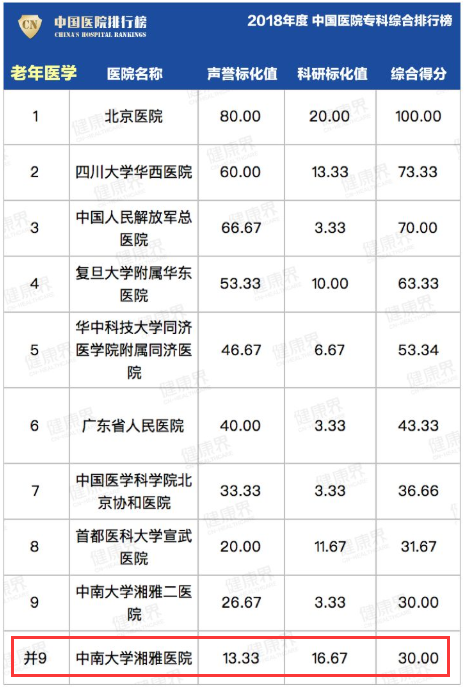 CN 中国医院排行榜 2018年度 中国医院专科综合排行榜
CHINA'S HOSPITAL RANKINGS
老年医学 医院名称 声誉标化值 科研标化值 综合得分
1 北京医院 80.00 20.00 100.00
2 四川大学华西医院 60.00 13.33 73.33
3 中国人民解放军总 66.67 3.33 70.00
医院
4 复旦大学附属华东 53.33 10.00 63.33
医院
华中科技大学同济
5 医学院附属同济医 46.67 6.67 53.34
院
6 广东省人民医院 40.00 3.33 43.33
7 中国医学科学院北 33.33 3.33 36.66
京协和医院
8 首都医科大学宣武 20.00 11.67 31.67
医院
9 中南大学湘雅二医 26.67 3.33 30.00
院
并9 中南大学湘雅医院 13.33 16.67 30.00
健康界